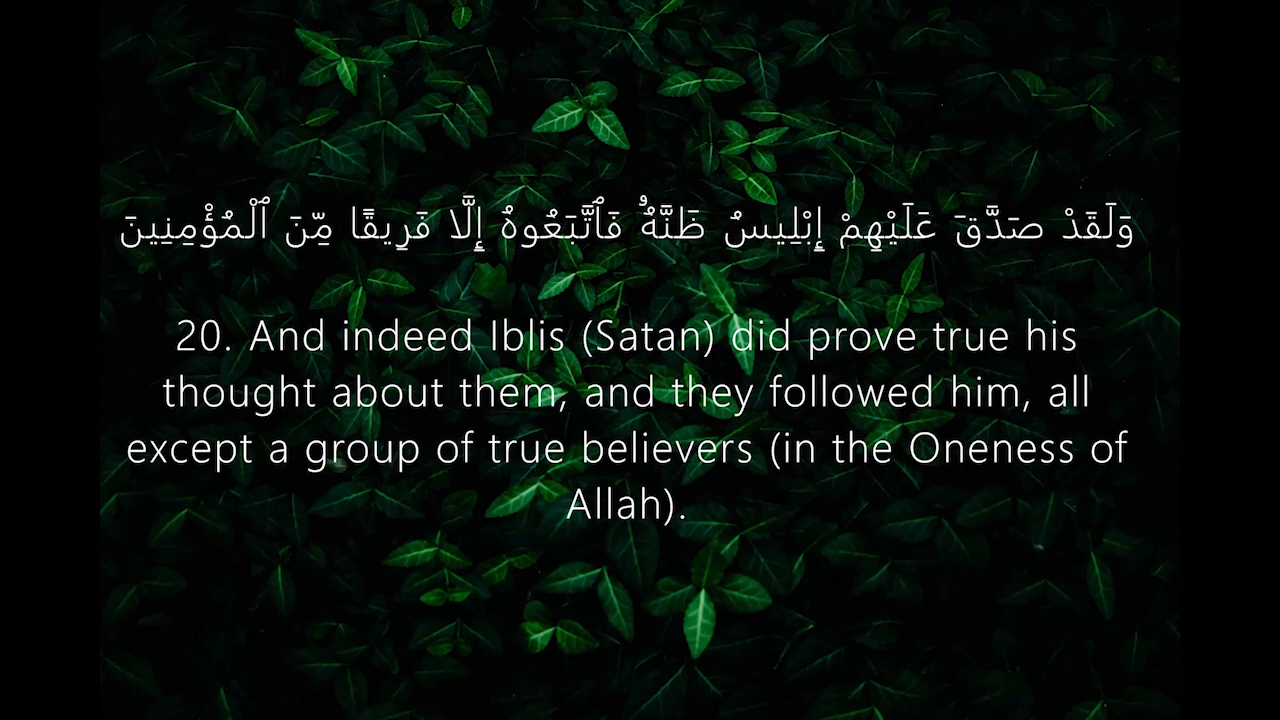 وَلَقَدْ صَدَّقَ عَلَيْهِمْ إِبْلِيسُ ظَنَّهُۥ فَٱتَّبَعُوهُ إِلَّا فَرِيقًا مِّنَ ٱلْمُؤْمِنِينَ
20. And indeed Iblis (Satan) did prove true his
thought about them, and they followed him, all
except a group of true believers (in the Oneness of
Allah).